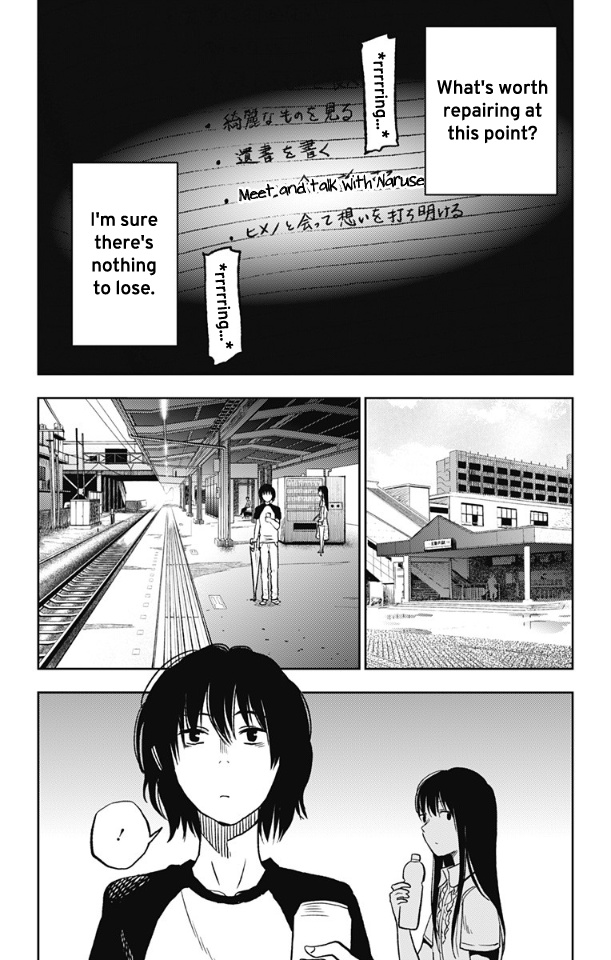 What's worth
repairing at
this point?
*rrrrring...*
・綺麗なものを見る
・遺書を書く
・Meet and talk with Naruse
・ヒメノと会って想いを打ち明ける
*rrrrring...*
I'm sure
there's
nothing
to lose.
!